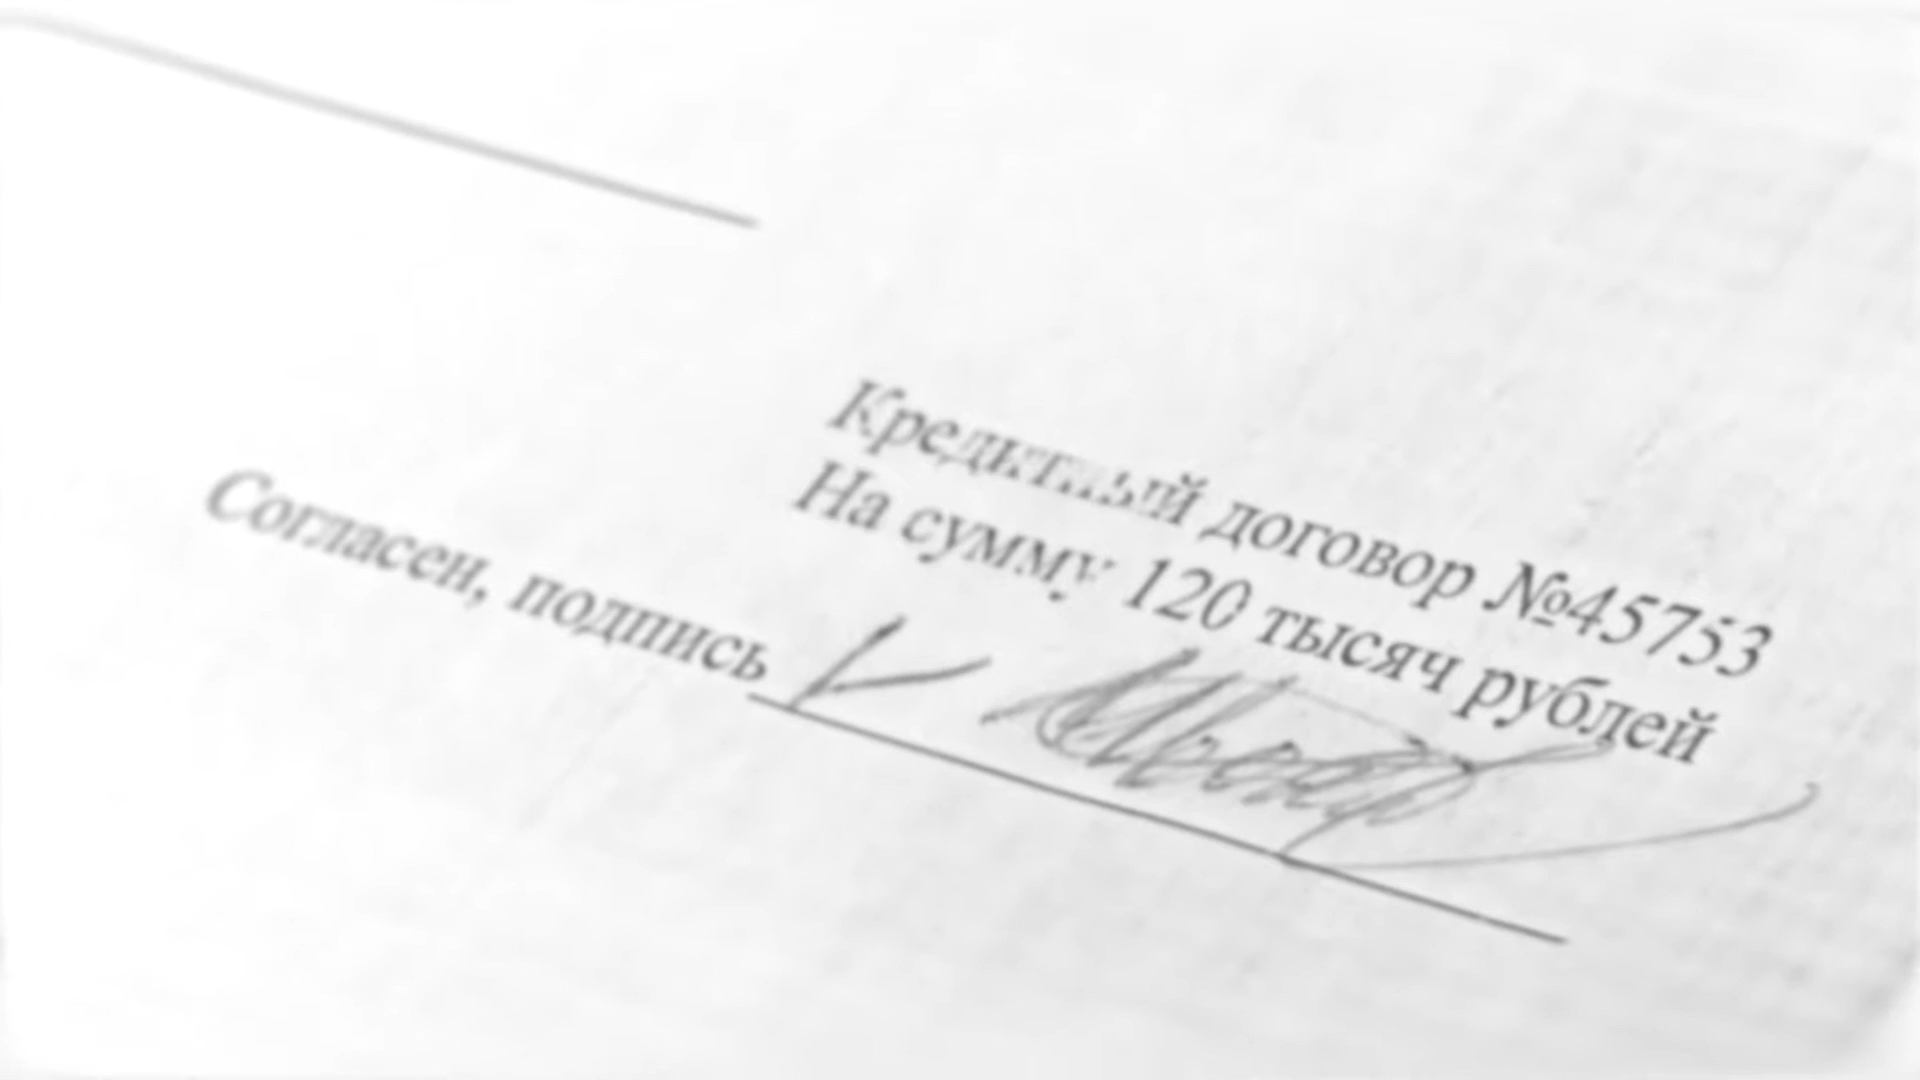 Кредитный договор №45753
На сумму 120 тысяч рублей
Согласен, подпись